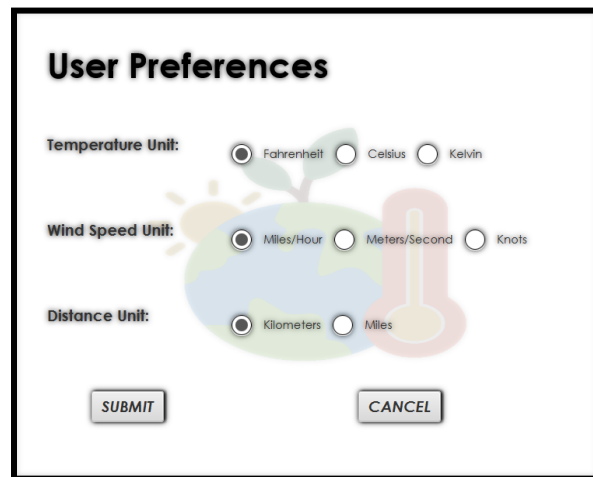 User Preferences
Temperature Unit: Fahrenheit Celsius Kelvin
Wind Speed Unit: Miles/Hour Meters/Second Knots
Distance Unit: Kilometers Miles
SUBMIT CANCEL